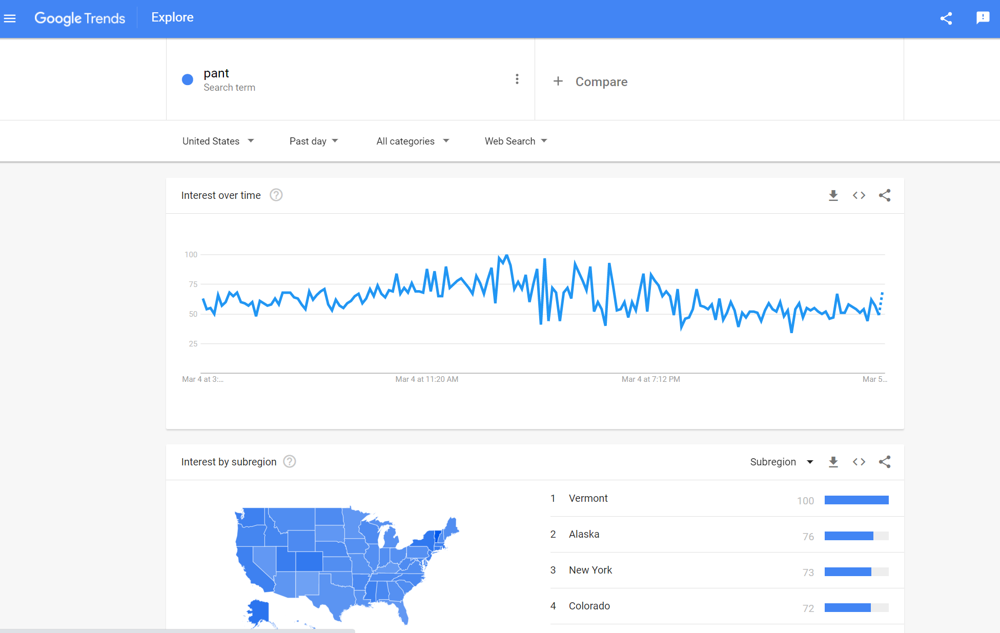 Google Trends
Explore
pant
Search term
+ Compare
United States
Past day
All categories
Web Search
Interest over time
100
75
50
25
Mar 4 at 3:...
Mar 4 at 11:20 AM
Mar 4 at 7:12 PM
Mar 5...
Interest by subregion
Subregion
1 Vermont 100
2 Alaska 76
3 New York 73
4 Colorado 72